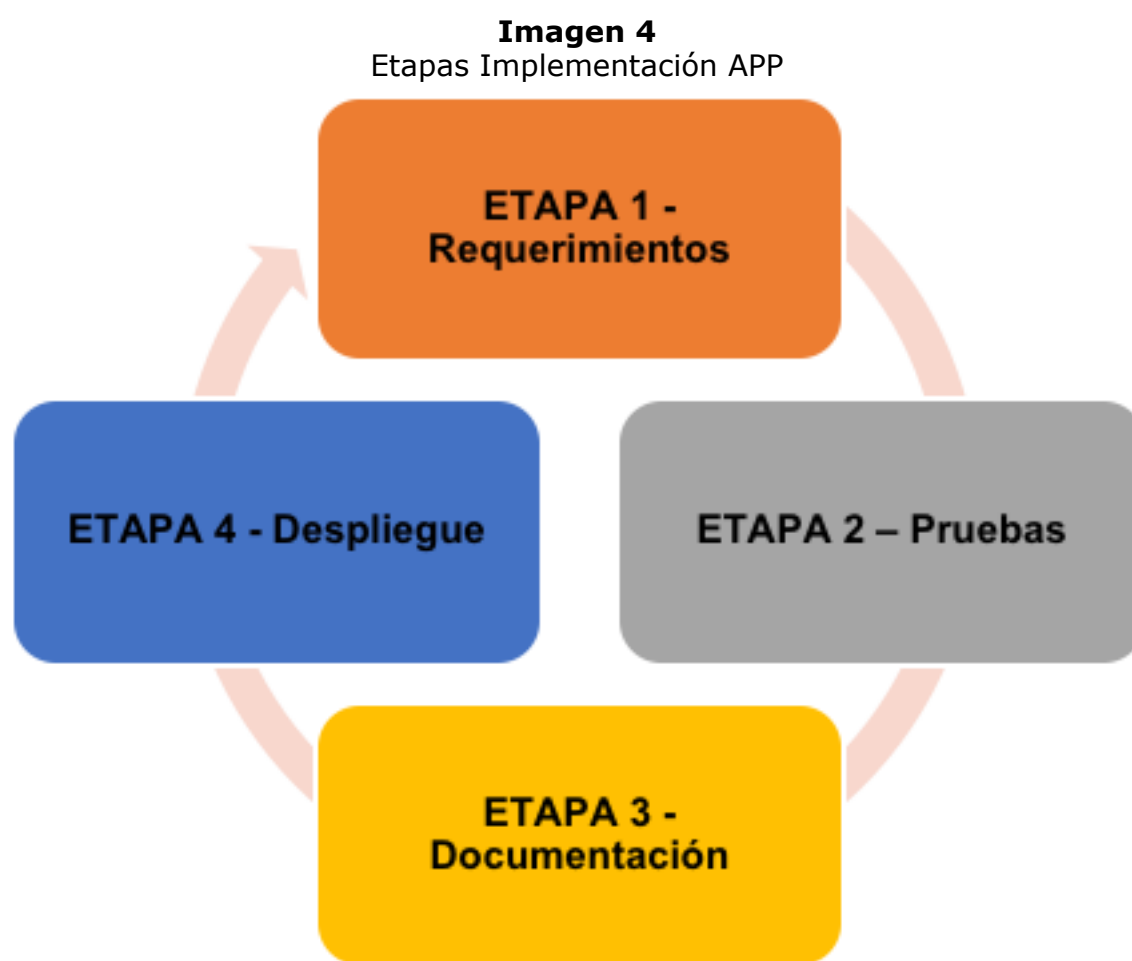 Imagen 4
Etapas Implementación APP
ETAPA 1 -
Requerimientos
ETAPA 4 - Despliegue
ETAPA 2 – Pruebas
ETAPA 3 -
Documentación